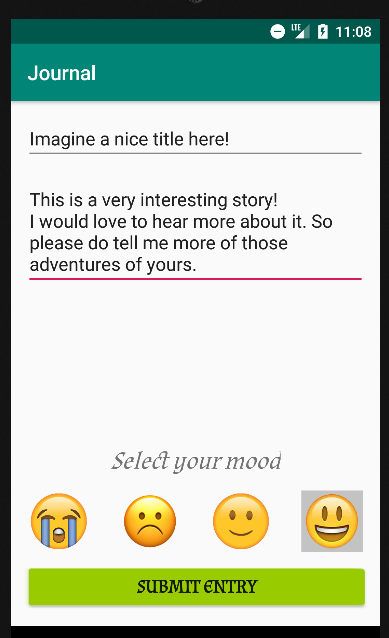 LTE 11:08
Journal
Imagine a nice title here!
This is a very interesting story!
I would love to hear more about it. So
please do tell me more of those
adventures of yours.
Select your mood
SUBMIT ENTRY